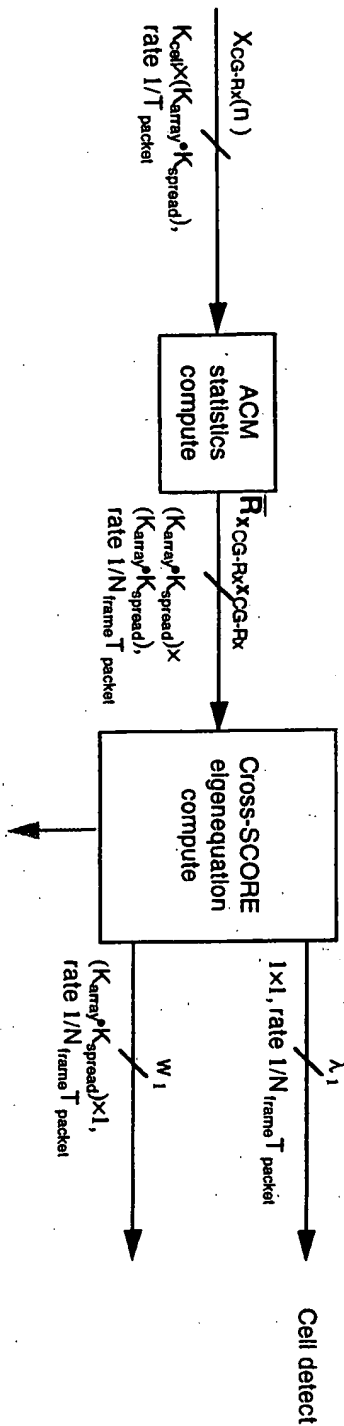 X_CG-Rx(n)
K_cell×(K_array•K_spread),
rate 1/T_packet
ACM
statistics
compute
R̅_xCG-RxxCG-Rx
(K_array•K_spread)×
(K_array•K_spread),
rate 1/N_frame T_packet
Cross-SCORE
eigenequation
compute
λ_1
1×1, rate 1/N_frame T_packet
Cell detect
w_1
(K_array•K_spread)×1,
rate 1/N_frame T_packet